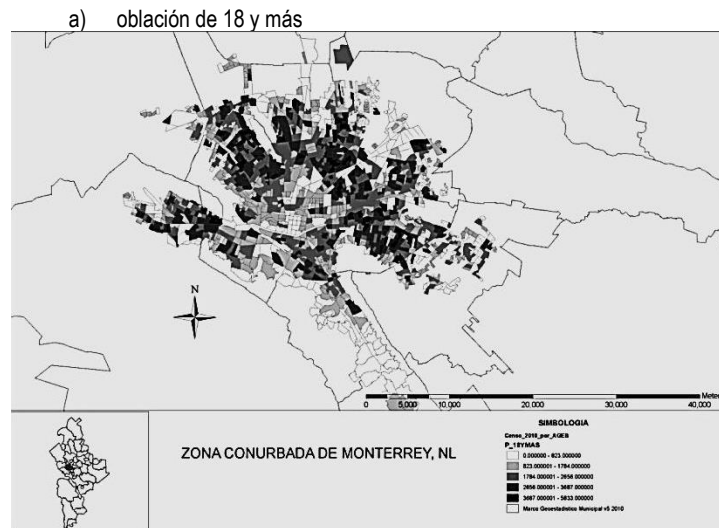 a) oblación de 18 y más
N
Mete
0 5,000 10,000 20,000 30,000 40,000
ZONA CONURBADA DE MONTERREY, NL
SIMBOLOGIA
Censo_2010_por_AGEB
P_18YMAS
0.000000 - 823.000000
823.000001 - 1784.000000
1784.000001 - 2656.000000
2656.000001 - 3687.000000
3687.000001 - 5833.000000
Marco Geoestadístico Municipal v5 2010